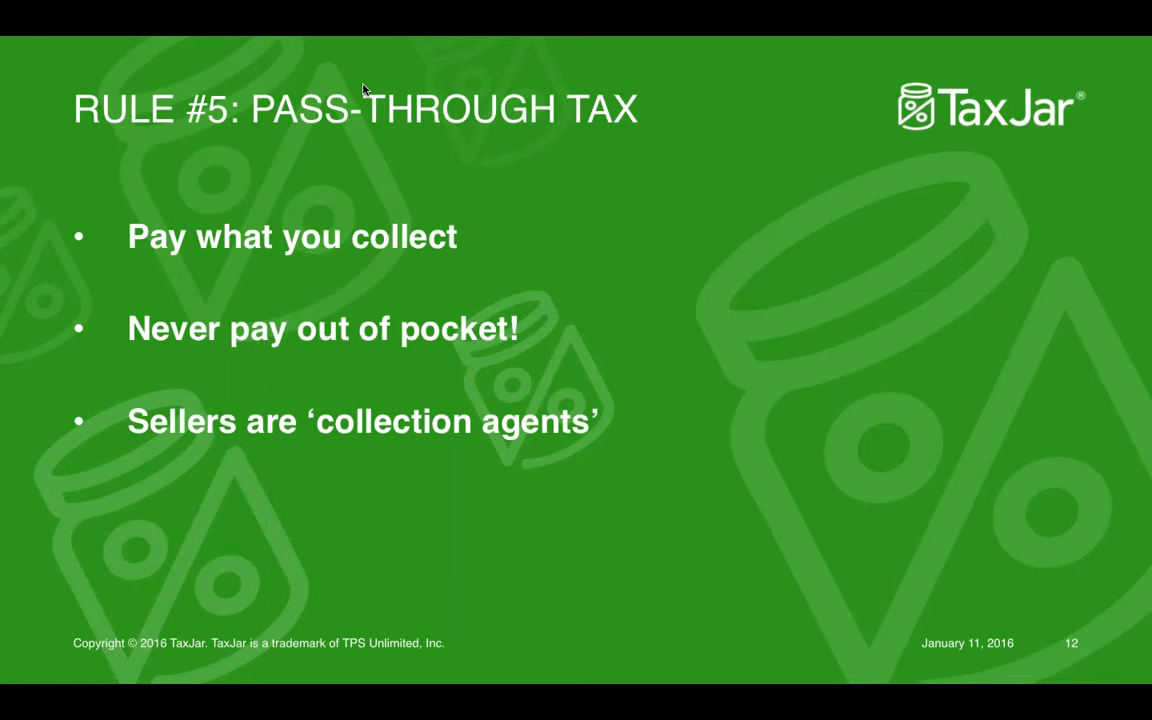 RULE #5: PASS-THROUGH TAX
TaxJar®
• Pay what you collect
• Never pay out of pocket!
• Sellers are ‘collection agents’
Copyright © 2016 TaxJar. TaxJar is a trademark of TPS Unlimited, Inc.
January 11, 2016
12